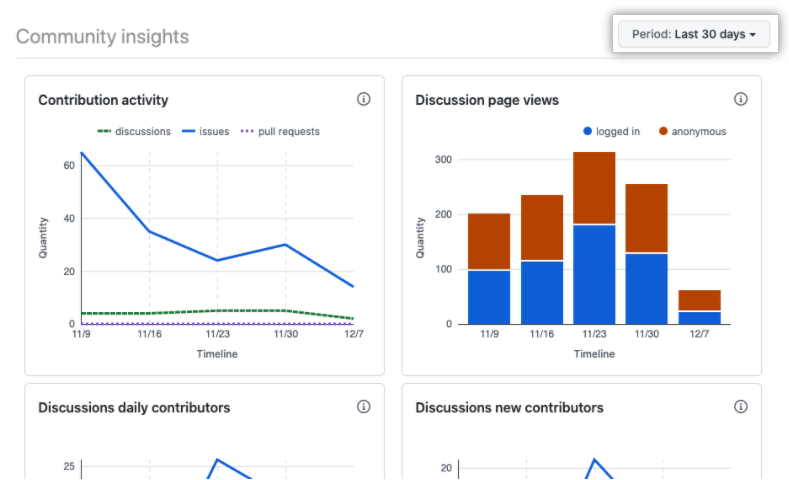 Community insights
Period: Last 30 days
Contribution activity
discussions issues pull requests
60
40
20
0
Quantity
11/9 11/16 11/23 11/30 12/7
Timeline
Discussion page views
logged in anonymous
300
200
100
0
Quantity
11/9 11/16 11/23 11/30 12/7
Timeline
Discussions daily contributors
25
Discussions new contributors
20